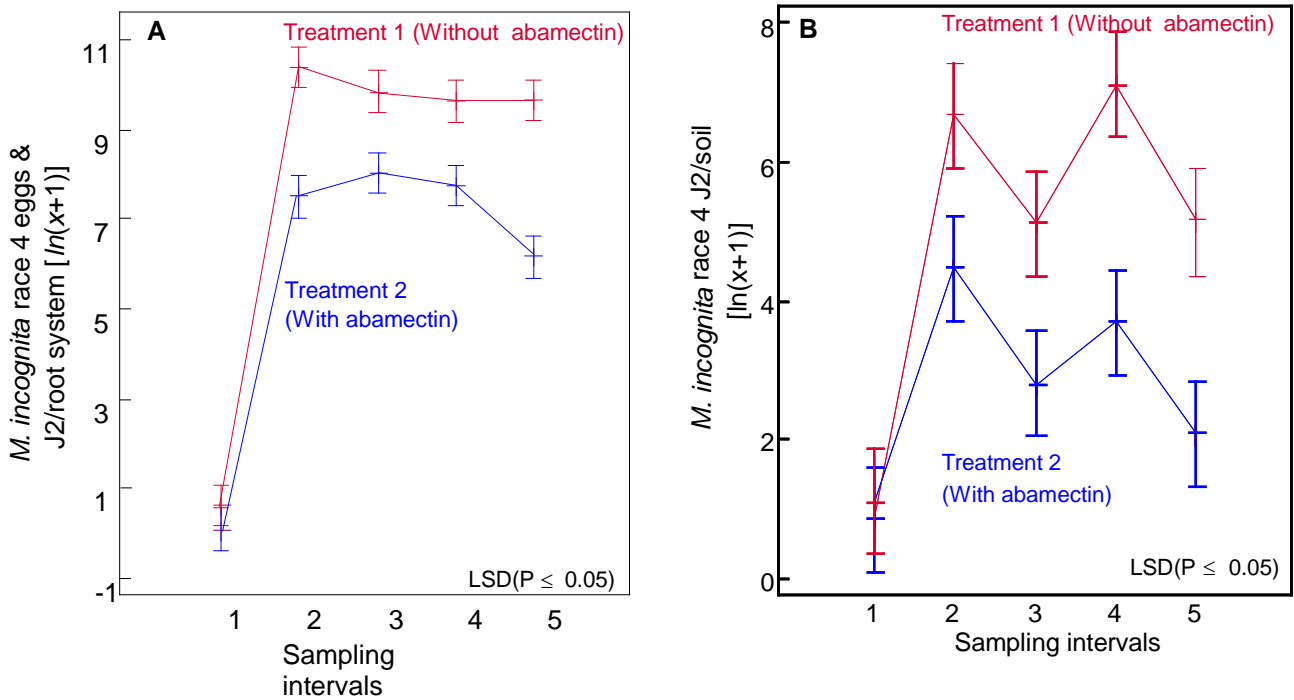 A
Treatment 1 (Without abamectin)
11
9
7
5
3
1
-1
M. incognita race 4 eggs &
J2/root system [ln(x+1)]
Treatment 2
(With abamectin)
LSD(P ≤ 0.05)
1 2 3 4 5
Sampling
intervals
B
Treatment 1 (Without abamectin)
8
6
4
2
0
M. incognita race 4 J2/soil
[ln(x+1)]
Treatment 2
(With abamectin)
LSD(P ≤ 0.05)
1 2 3 4 5
Sampling intervals